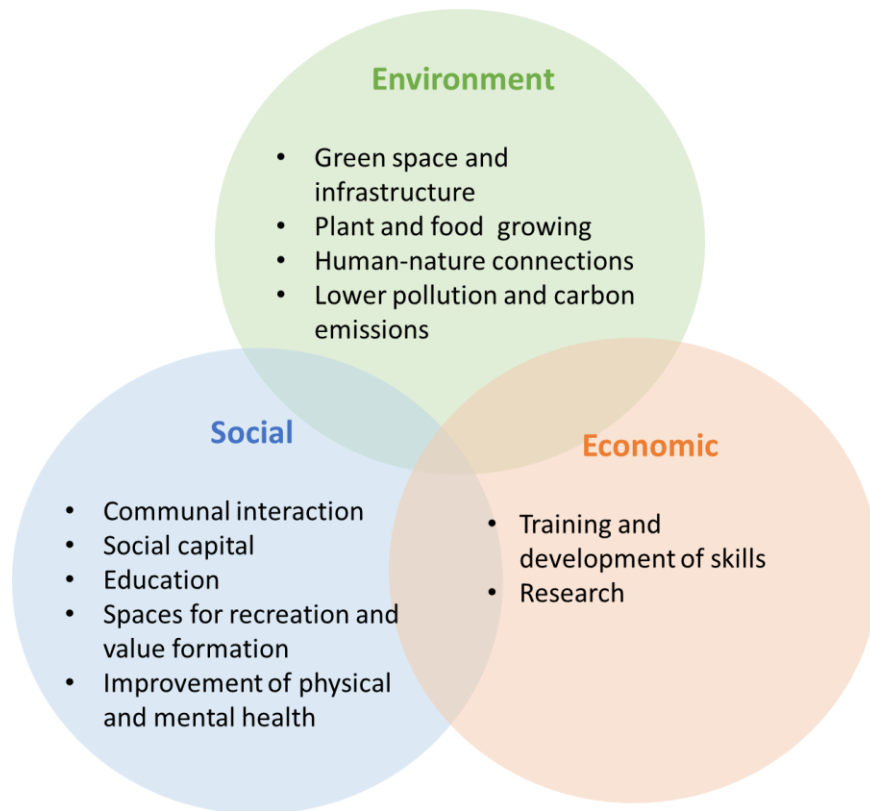 Environment
• Green space and
infrastructure
• Plant and food growing
• Human-nature connections
• Lower pollution and carbon
emissions
Social
• Communal interaction
• Social capital
• Education
• Spaces for recreation and
value formation
• Improvement of physical
and mental health
Economic
• Training and
development of skills
• Research